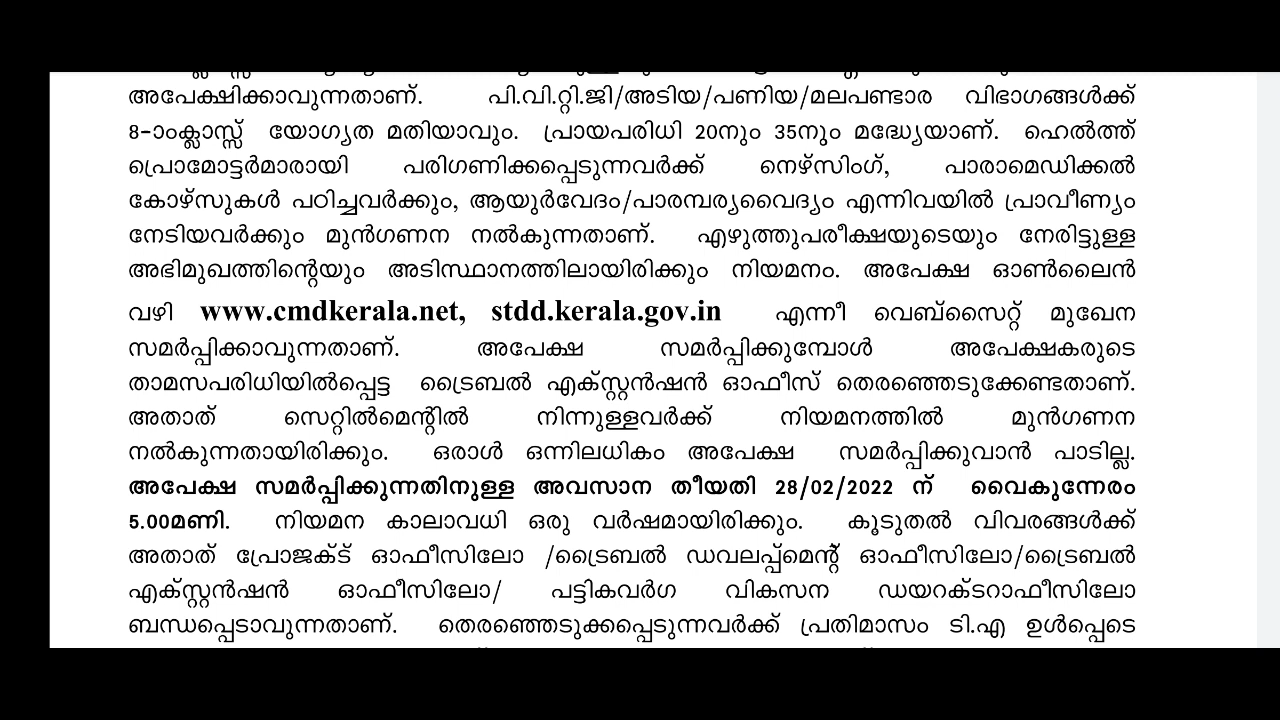 അപേക്ഷിക്കാവുന്നതാണ്. പി.വി.റ്റി.ജി/അടിയ/പണിയ/മലപണ്ടാര വിഭാഗങ്ങൾക്ക്
8-ാംക്ലാസ്സ് യോഗ്യത മതിയാവും. പ്രായപരിധി 20നും 35നും മദ്ധ്യേയാണ്. ഹെൽത്ത്
പ്രൊമോട്ടർമാരായി പരിഗണിക്കപ്പെടുന്നവർക്ക് നെഴ്സിംഗ്, പാരാമെഡിക്കൽ
കോഴ്സുകൾ പഠിച്ചവർക്കും, ആയുർവേദം/പാരമ്പര്യവൈദ്യം എന്നിവയിൽ പ്രാവീണ്യം
നേടിയവർക്കും മുൻഗണന നൽകുന്നതാണ്. എഴുത്തുപരീക്ഷയുടെയും നേരിട്ടുള്ള
അഭിമുഖത്തിന്റെയും അടിസ്ഥാനത്തിലായിരിക്കും നിയമനം. അപേക്ഷ ഓൺലൈൻ
വഴി www.cmdkerala.net, stdd.kerala.gov.in എന്നീ വെബ്സൈറ്റ് മുഖേന
സമർപ്പിക്കാവുന്നതാണ്. അപേക്ഷ സമർപ്പിക്കുമ്പോൾ അപേക്ഷകരുടെ
താമസപരിധിയിൽപ്പെട്ട ട്രൈബൽ എക്സ്റ്റൻഷൻ ഓഫീസ് തെരഞ്ഞെടുക്കേണ്ടതാണ്.
അതാത് സെറ്റിൽമെന്റിൽ നിന്നുള്ളവർക്ക് നിയമനത്തിൽ മുൻഗണന
നൽകുന്നതായിരിക്കും. ഒരാൾ ഒന്നിലധികം അപേക്ഷ സമർപ്പിക്കുവാൻ പാടില്ല.
അപേക്ഷ സമർപ്പിക്കുന്നതിനുള്ള അവസാന തീയതി 28/02/2022 ന് വൈകുന്നേരം
5.00മണി. നിയമന കാലാവധി ഒരു വർഷമായിരിക്കും. കൂടുതൽ വിവരങ്ങൾക്ക്
അതാത് പ്രോജക്ട് ഓഫീസിലോ /ട്രൈബൽ ഡവലപ്പ്മെന്റ് ഓഫീസിലോ/ട്രൈബൽ
എക്സ്റ്റൻഷൻ ഓഫീസിലോ/ പട്ടികവർഗ വികസന ഡയറക്ടറാഫീസിലോ
ബന്ധപ്പെടാവുന്നതാണ്. തെരഞ്ഞെടുക്കപ്പെടുന്നവർക്ക് പ്രതിമാസം ടി.എ ഉൾപ്പെടെ